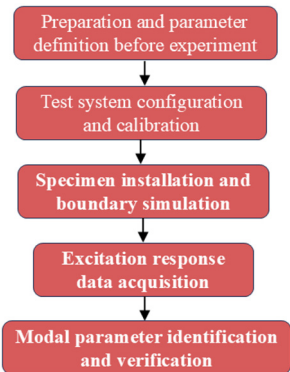 Preparation and parameter
definition before experiment
Test system configuration
and calibration
Specimen installation and
boundary simulation
Excitation response
data acquisition
Modal parameter identification
and verification